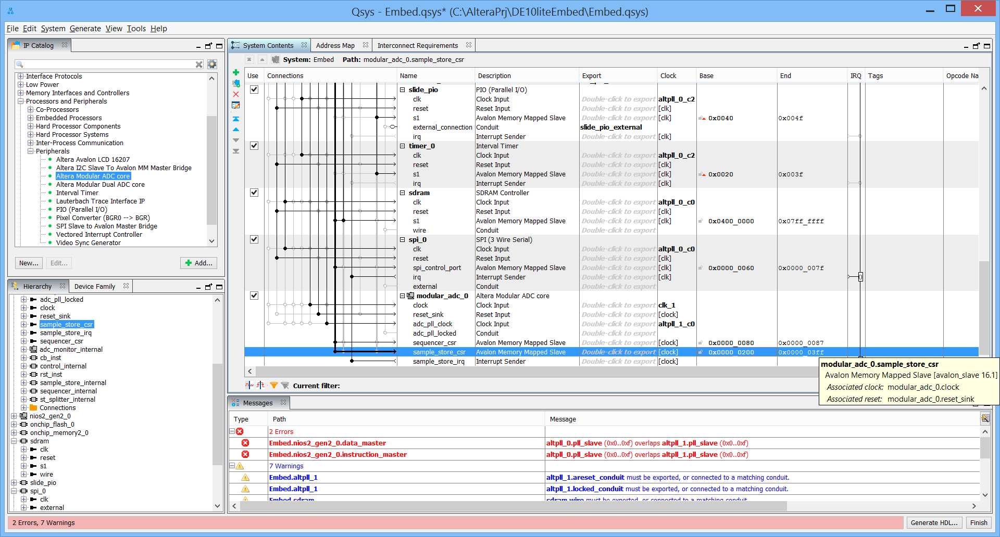 Qsys - Embed.qsys* (C:\AlteraPrj\DE10liteEmbed\Embed.qsys)
File Edit System Generate View Tools Help
IP Catalog
Interface Protocols
Low Power
Memory Interfaces and Controllers
Processors and Peripherals
Co-Processors
Embedded Processors
Hard Processor Components
Hard Processor Systems
Inter-Process Communication
Peripherals
Altera Avalon LCD 16207
Altera I2C Slave To Avalon MM Master Bridge
Altera Modular ADC core
Altera Modular Dual ADC core
Interval Timer
Lauterbach Trace Interface IP
PIO (Parallel I/O)
Pixel Converter (BGR0 --> BGR)
SPI Slave to Avalon Master Bridge
Vectored Interrupt Controller
Video Sync Generator
New... Edit... Add...
Hierarchy Device Family
adc_pll_locked
clock
reset_sink
sample_store_csr
sample_store_irq
sequencer_csr
adc_monitor_internal
cb_inst
control_internal
rst_inst
sample_store_internal
sequencer_internal
st_splitter_internal
Connections
nios2_gen2_0
onchip_flash_0
onchip_memory2_0
sdram
clk
reset
s1
wire
slide_pio
spi_0
clk
external
System Contents Address Map Interconnect Requirements
System: Embed Path: modular_adc_0.sample_store_csr
Use Connections Name Description Export Clock Base End IRQ Tags Opcode Na
slide_pio PIO (Parallel I/O)
clk Clock Input Double-click to export altpll_0_c2
reset Reset Input Double-click to export [clk]
s1 Avalon Memory Mapped Slave Double-click to export [clk] 0x0040 0x004f
external_connection Conduit slide_pio_external
irq Interrupt Sender Double-click to export [clk]
timer_0 Interval Timer
clk Clock Input Double-click to export altpll_0_c2
reset Reset Input Double-click to export [clk]
s1 Avalon Memory Mapped Slave Double-click to export [clk] 0x0020 0x003f
irq Interrupt Sender Double-click to export [clk]
sdram SDRAM Controller
clk Clock Input Double-click to export altpll_0_c0
reset Reset Input Double-click to export [clk]
s1 Avalon Memory Mapped Slave Double-click to export [clk] 0x0400_0000 0x07ff_ffff
wire Conduit Double-click to export
spi_0 SPI (3 Wire Serial)
clk Clock Input Double-click to export altpll_0_c0
reset Reset Input Double-click to export [clk]
spi_control_port Avalon Memory Mapped Slave Double-click to export [clk] 0x0000_0060 0x0000_007f
irq Interrupt Sender Double-click to export [clk]
external Conduit Double-click to export
modular_adc_0 Altera Modular ADC core
clock Clock Input Double-click to export clk_1
reset_sink Reset Input Double-click to export [clock]
adc_pll_clock Clock Input Double-click to export altpll_1_c0
adc_pll_locked Conduit Double-click to export
sequencer_csr Avalon Memory Mapped Slave Double-click to export [clock] 0x0000_0080 0x0000_0087
sample_store_csr Avalon Memory Mapped Slave Double-click to export [clock] 0x0000_0200 0x0000_03ff
sample_store_irq Interrupt Sender Double-click to export [clock]
Current filter:
modular_adc_0.sample_store_csr
Avalon Memory Mapped Slave [avalon_slave 16.1]
Associated clock: modular_adc_0.clock
Associated reset: modular_adc_0.reset_sink
Messages
Type Path Message
2 Errors
Embed.nios2_gen2_0.data_master altpll_0.pll_slave (0x0..0xf) overlaps altpll_1.pll_slave (0x0..0xf)
Embed.nios2_gen2_0.instruction_master altpll_0.pll_slave (0x0..0xf) overlaps altpll_1.pll_slave (0x0..0xf)
7 Warnings
Embed.altpll_1 altpll_1.areset_conduit must be exported, or connected to a matching conduit.
Embed.altpll_1 altpll_1.locked_conduit must be exported, or connected to a matching conduit.
Embed.sdram sdram.wire must be exported, or connected to a matching conduit.
2 Errors, 7 Warnings
Generate HDL... Finish